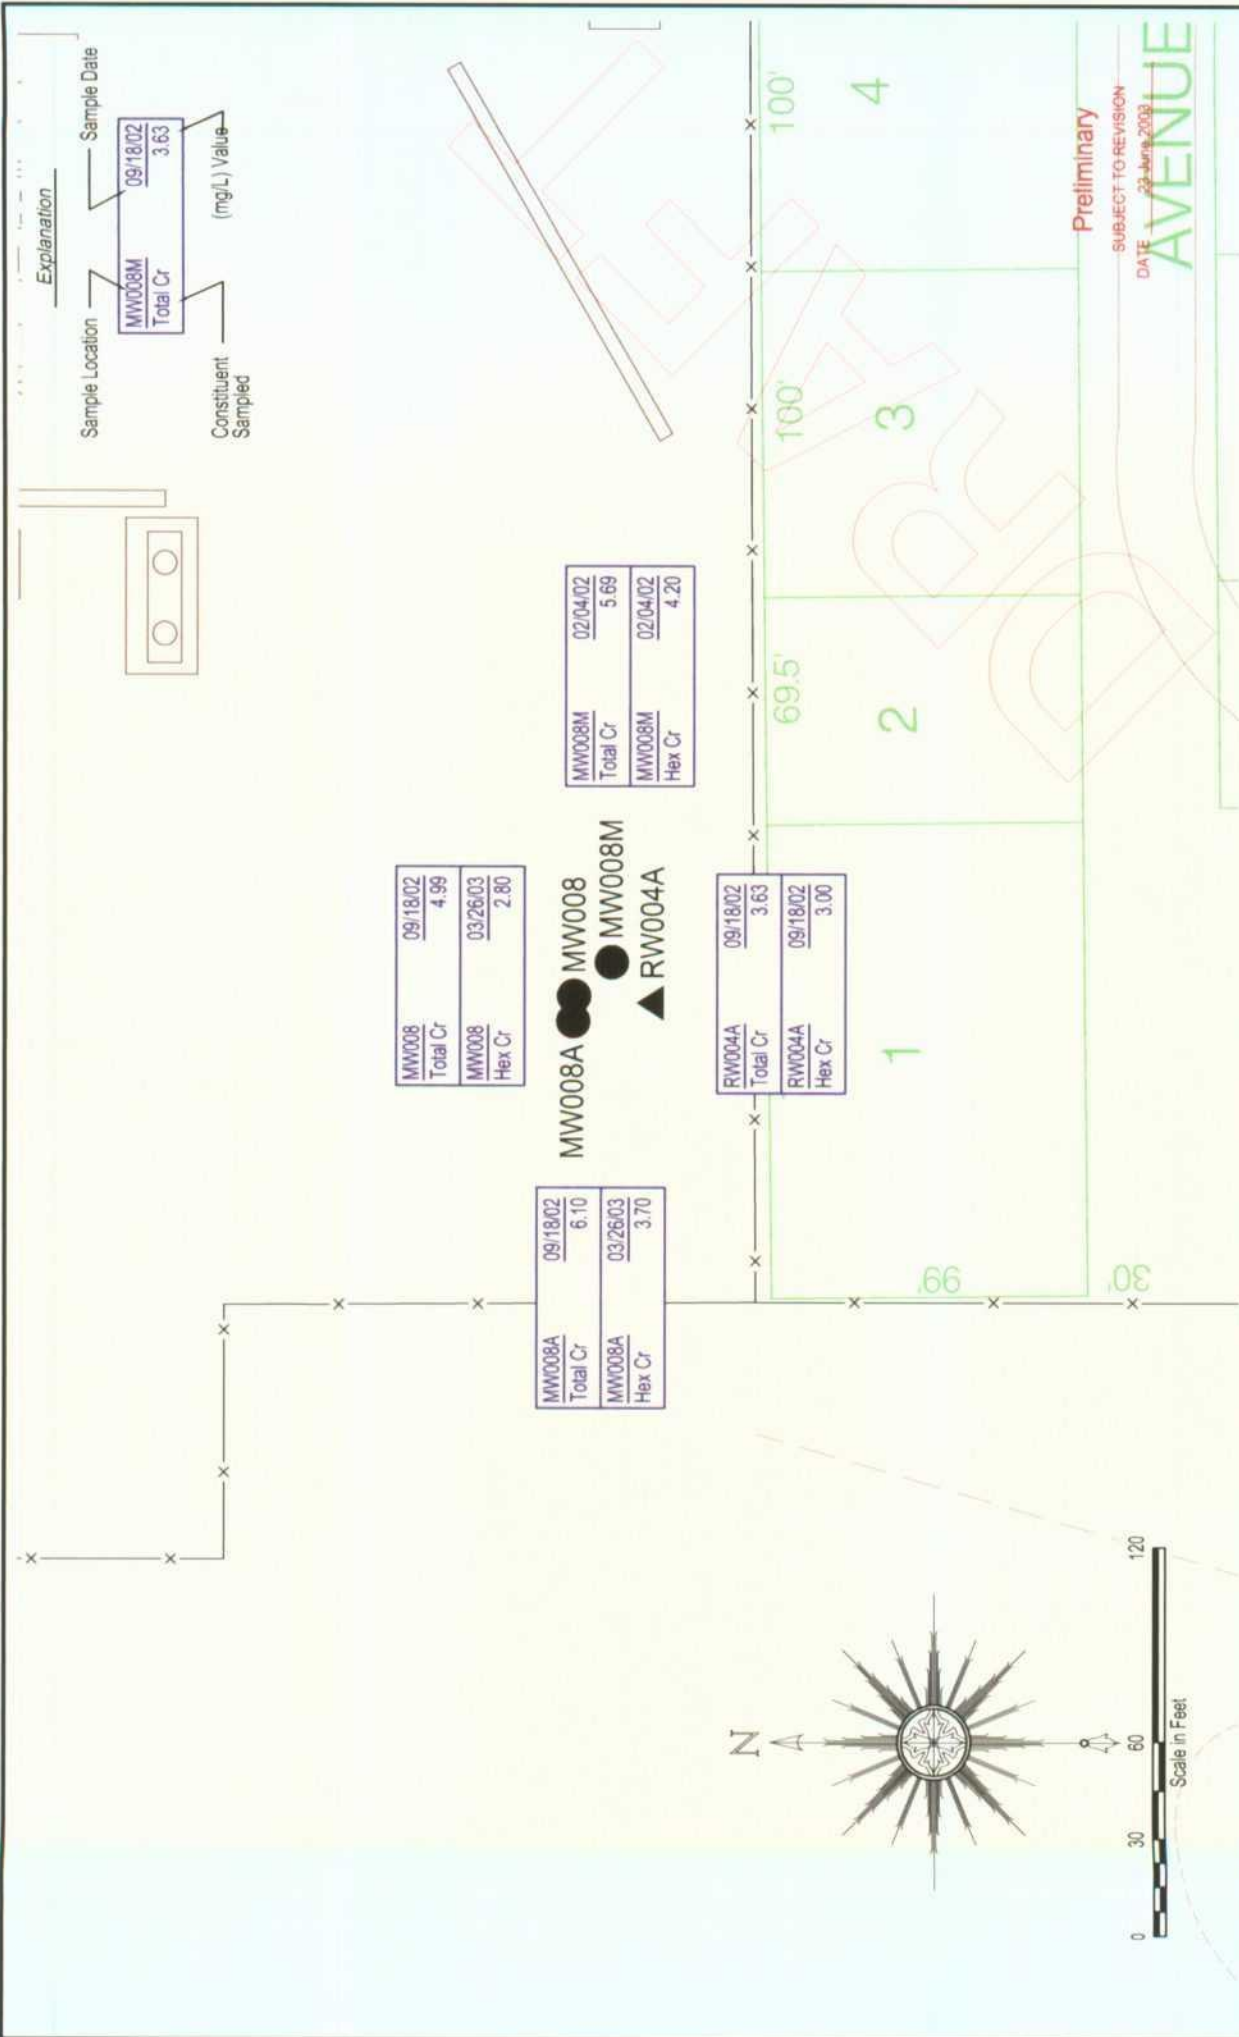 Explanation
Sample Location
Sample Date
MW008M 09/18/02
Total Cr 3.63
Constituent
Sampled
(mg/L) Value
MW008 09/18/02
Total Cr 4.99
MW008 03/26/03
Hex Cr 2.80
MW008A 09/18/02
Total Cr 6.10
MW008A 03/26/03
Hex Cr 3.70
MW008M 02/04/02
Total Cr 5.69
MW008M 02/04/02
Hex Cr 4.20
MW008A MW008
MW008M
RW004A
RW004A 09/18/02
Total Cr 3.63
RW004A 09/18/02
Hex Cr 3.00
69.5'
100'
100'
1
2
3
4
99'
30'
DRAFT
N
0 30 60 120
Scale in Feet
Preliminary
SUBJECT TO REVISION
DATE 23 June 2003
AVENUE